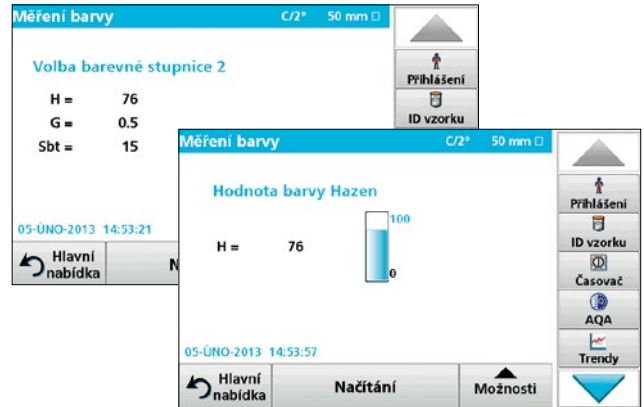 Měření barvy C/2° 50 mm
Volba barevné stupnice 2
H = 76
G = 0.5
Sbt = 15
05-ÚNO-2013 14:53:21
Hlavní
nabídka
N
Přihlášení
ID vzorku
Měření barvy C/2° 50 mm
Hodnota barvy Hazen
100
H = 76
0
05-ÚNO-2013 14:53:57
Hlavní
nabídka
Načítání
Možnosti
Přihlášení
ID vzorku
Časovač
AQA
Trendy